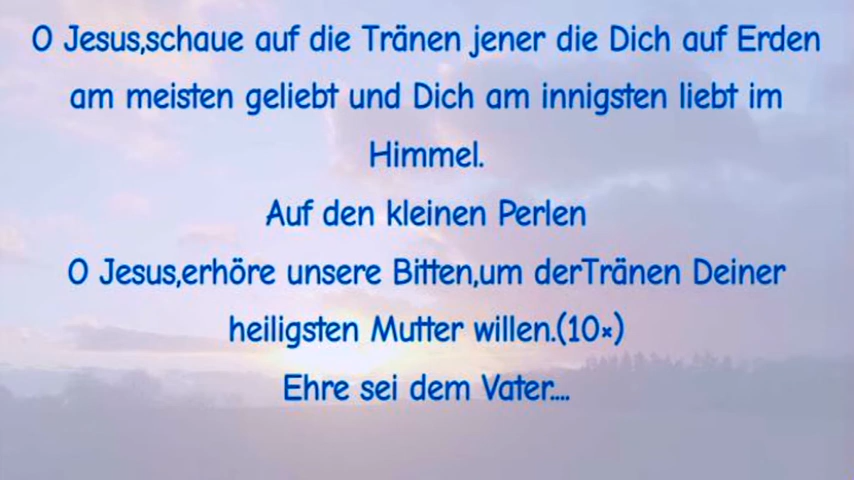 O Jesus,schaue auf die Tränen jener die Dich auf Erden
am meisten geliebt und Dich am innigsten liebt im
Himmel.
Auf den kleinen Perlen
O Jesus,erhöre unsere Bitten,um derTränen Deiner
heiligsten Mutter willen.(10×)
Ehre sei dem Vater....